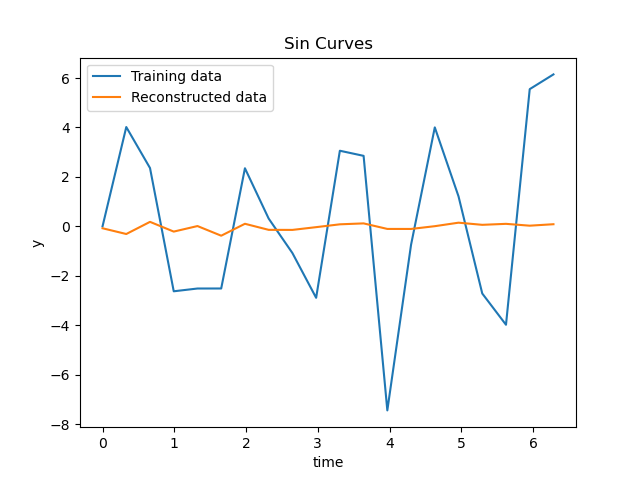 Sin Curves
Training data
Reconstructed data
6
4
2
0
−2
−4
−6
−8
y
0 1 2 3 4 5 6
time